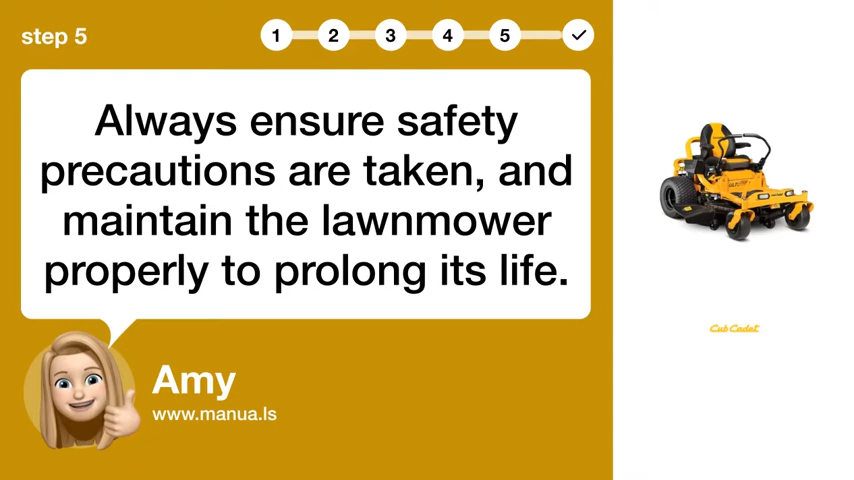 step 5
1 2 3 4 5
Always ensure safety
precautions are taken, and
maintain the lawnmower
properly to prolong its life.
Amy
www.manua.ls
Cub Cadet